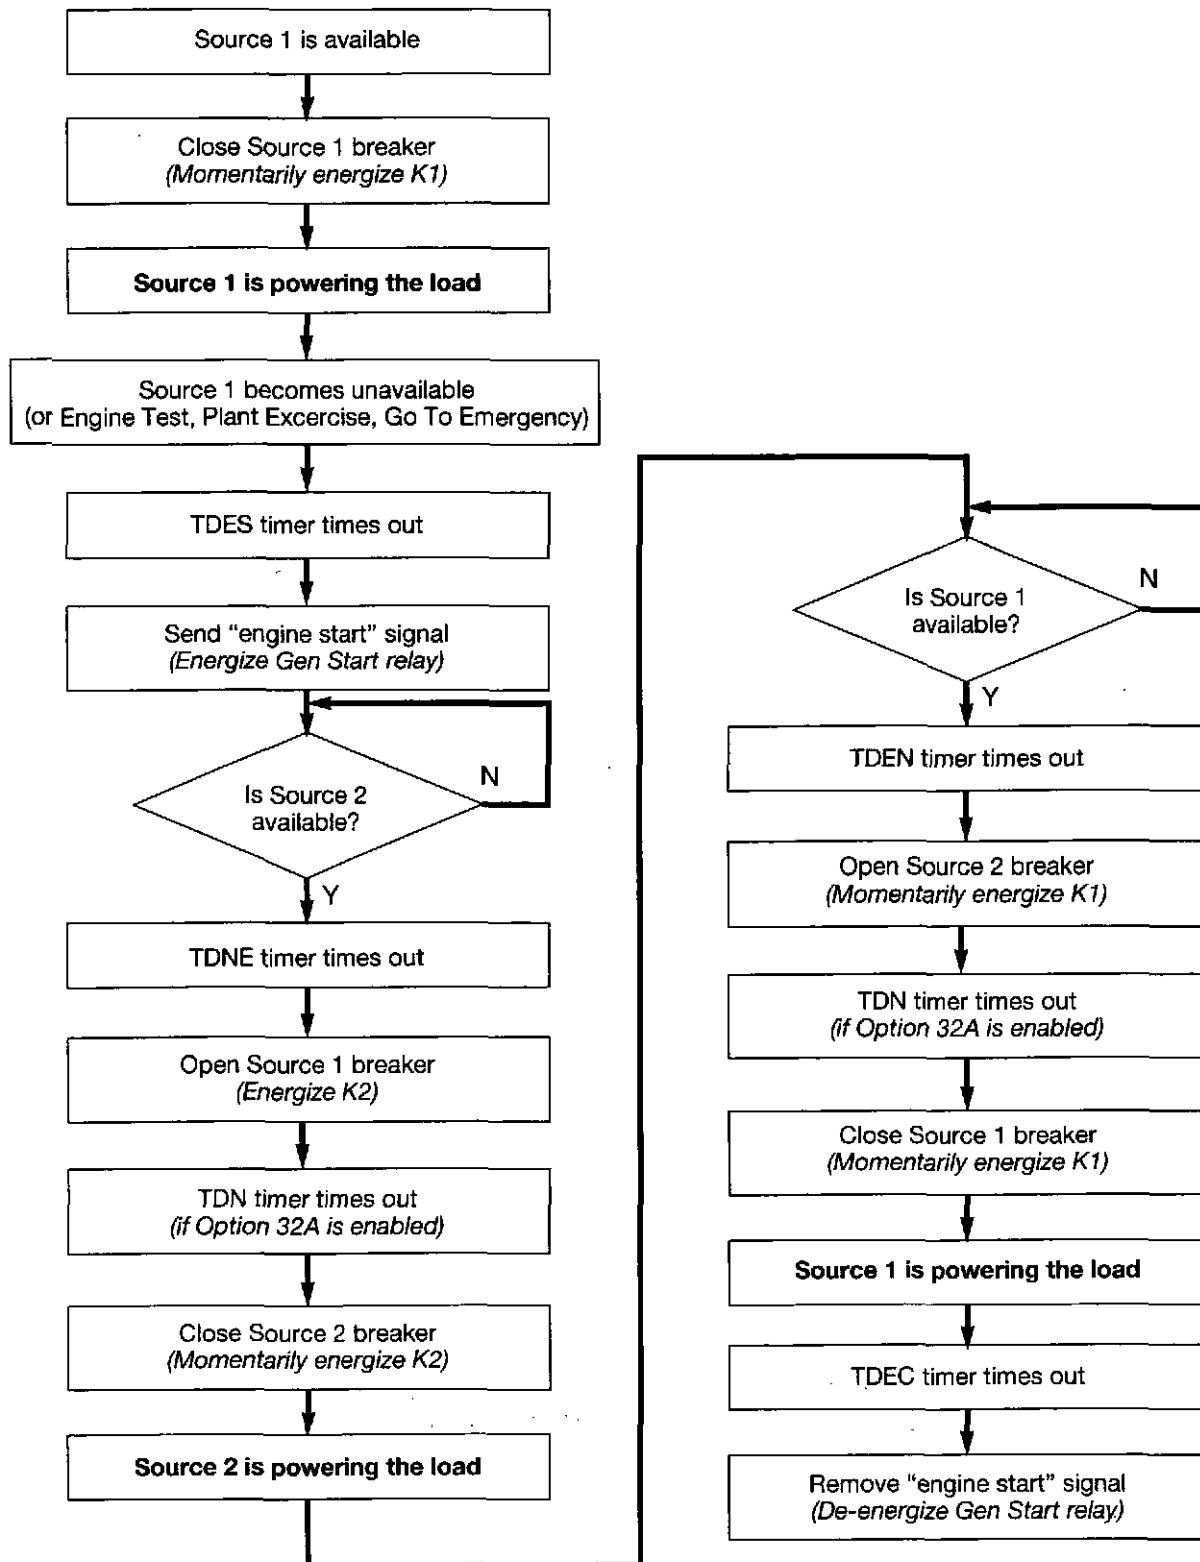 Source 1 is available
Close Source 1 breaker
(Momentarily energize K1)
Source 1 is powering the load
Source 1 becomes unavailable
(or Engine Test, Plant Excercise, Go To Emergency)
TDES timer times out
Send “engine start” signal
(Energize Gen Start relay)
Is Source 2
available?
N
Y
TDNE timer times out
Open Source 1 breaker
(Energize K2)
TDN timer times out
(if Option 32A is enabled)
Close Source 2 breaker
(Momentarily energize K2)
Source 2 is powering the load
Is Source 1
available?
N
Y
TDEN timer times out
Open Source 2 breaker
(Momentarily energize K1)
TDN timer times out
(if Option 32A is enabled)
Close Source 1 breaker
(Momentarily energize K1)
Source 1 is powering the load
TDEC timer times out
Remove “engine start” signal
(De-energize Gen Start relay)